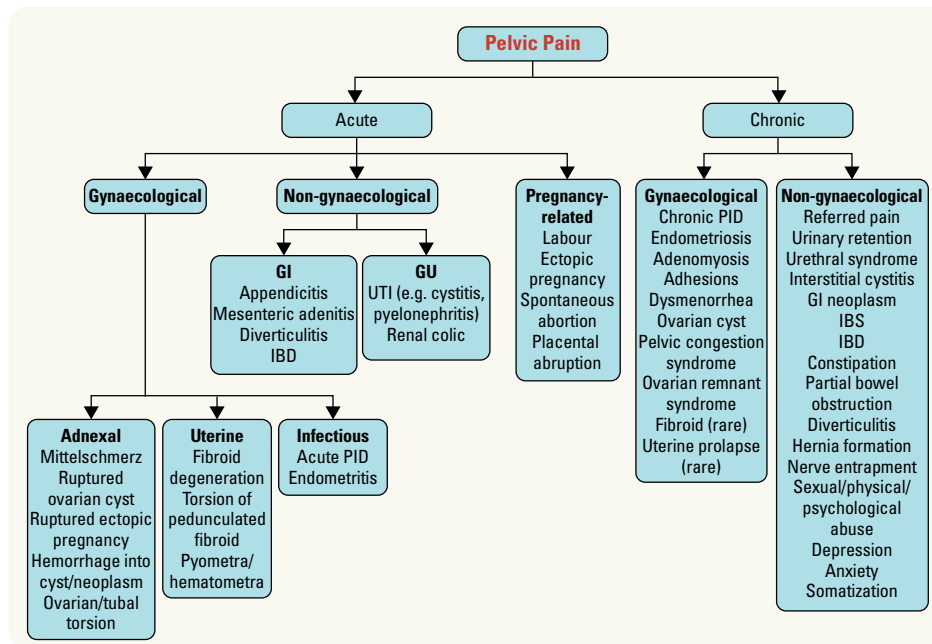 Pelvic Pain
Acute
Chronic
Gynaecological
Non-gynaecological
Pregnancy-
related
Labour
Ectopic
pregnancy
Spontaneous
abortion
Placental
abruption
Gynaecological
Chronic PID
Endometriosis
Adenomyosis
Adhesions
Dysmenorrhea
Ovarian cyst
Pelvic congestion
syndrome
Ovarian remnant
syndrome
Fibroid (rare)
Uterine prolapse
(rare)
Non-gynaecological
Referred pain
Urinary retention
Urethral syndrome
Interstitial cystitis
GI neoplasm
IBS
IBD
Constipation
Partial bowel
obstruction
Diverticulitis
Hernia formation
Nerve entrapment
Sexual/physical/
psychological
abuse
Depression
Anxiety
Somatization
GI
Appendicitis
Mesenteric adenitis
Diverticulitis
IBD
GU
UTI (e.g. cystitis,
pyelonephritis)
Renal colic
Adnexal
Mittelschmerz
Ruptured
ovarian cyst
Ruptured ectopic
pregnancy
Hemorrhage into
cyst/neoplasm
Ovarian/tubal
torsion
Uterine
Fibroid
degeneration
Torsion of
pedunculated
fibroid
Pyometra/
hematometra
Infectious
Acute PID
Endometritis